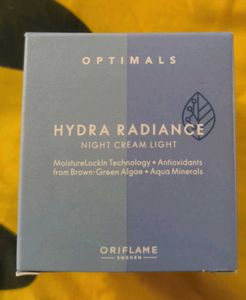 OPTIMALS
HYDRA RADIANCE
NIGHT CREAM LIGHT
MoistureLockIn Technology • Antioxidants
from Brown-Green Algae • Aqua Minerals
ORIFLAME
SWEDEN